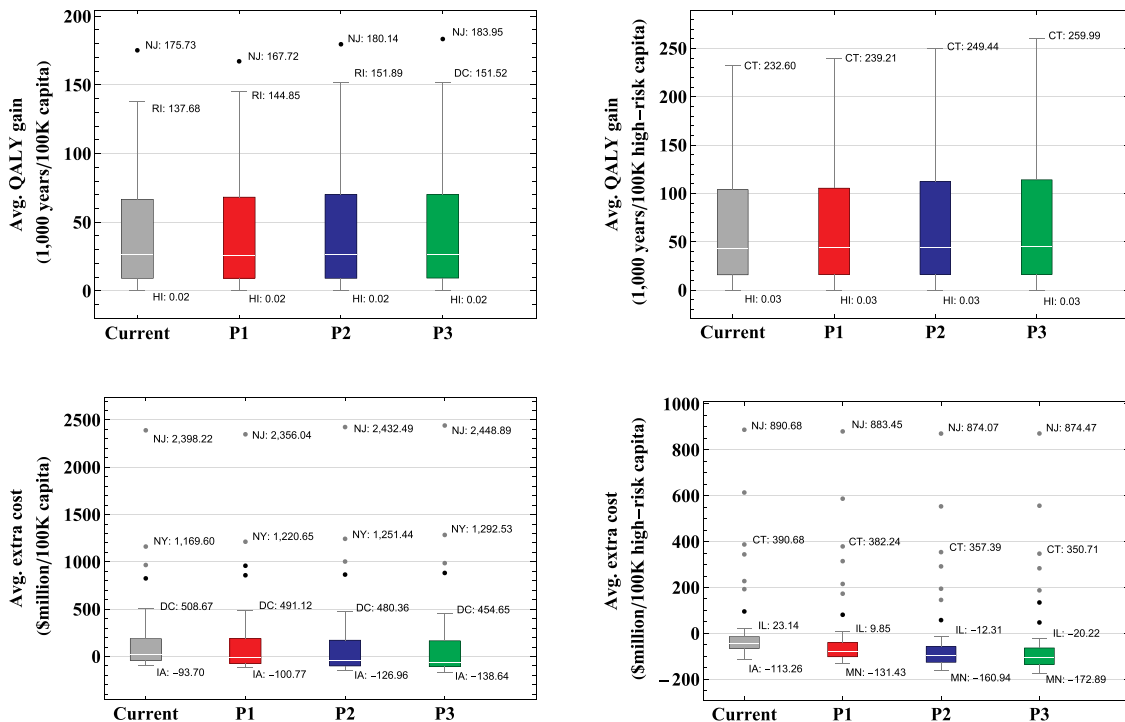 Avg. QALY gain
(1,000 years/100K capita)
200
150
100
50
0
NJ: 175.73
NJ: 167.72
NJ: 180.14
NJ: 183.95
RI: 137.68
RI: 144.85
RI: 151.89
DC: 151.52
HI: 0.02
HI: 0.02
HI: 0.02
HI: 0.02
Current
P1
P2
P3
Avg. QALY gain
(1,000 years/100K high−risk capita)
250
200
150
100
50
0
CT: 232.60
CT: 239.21
CT: 249.44
CT: 259.99
HI: 0.03
HI: 0.03
HI: 0.03
HI: 0.03
Current
P1
P2
P3
Avg. extra cost
($million/100K capita)
2500
2000
1500
1000
500
0
NJ: 2,398.22
NJ: 2,356.04
NJ: 2,432.49
NJ: 2,448.89
NY: 1,169.60
NY: 1,220.65
NY: 1,251.44
NY: 1,292.53
DC: 508.67
DC: 491.12
DC: 480.36
DC: 454.65
IA: −93.70
IA: −100.77
IA: −126.96
IA: −138.64
Current
P1
P2
P3
Avg. extra cost
($million/100K high−risk capita)
1000
800
600
400
200
0
−200
NJ: 890.68
NJ: 883.45
NJ: 874.07
NJ: 874.47
CT: 390.68
CT: 382.24
CT: 357.39
CT: 350.71
IL: 23.14
IL: 9.85
IL: −12.31
IL: −20.22
IA: −113.26
MN: −131.43
MN: −160.94
MN: −172.89
Current
P1
P2
P3